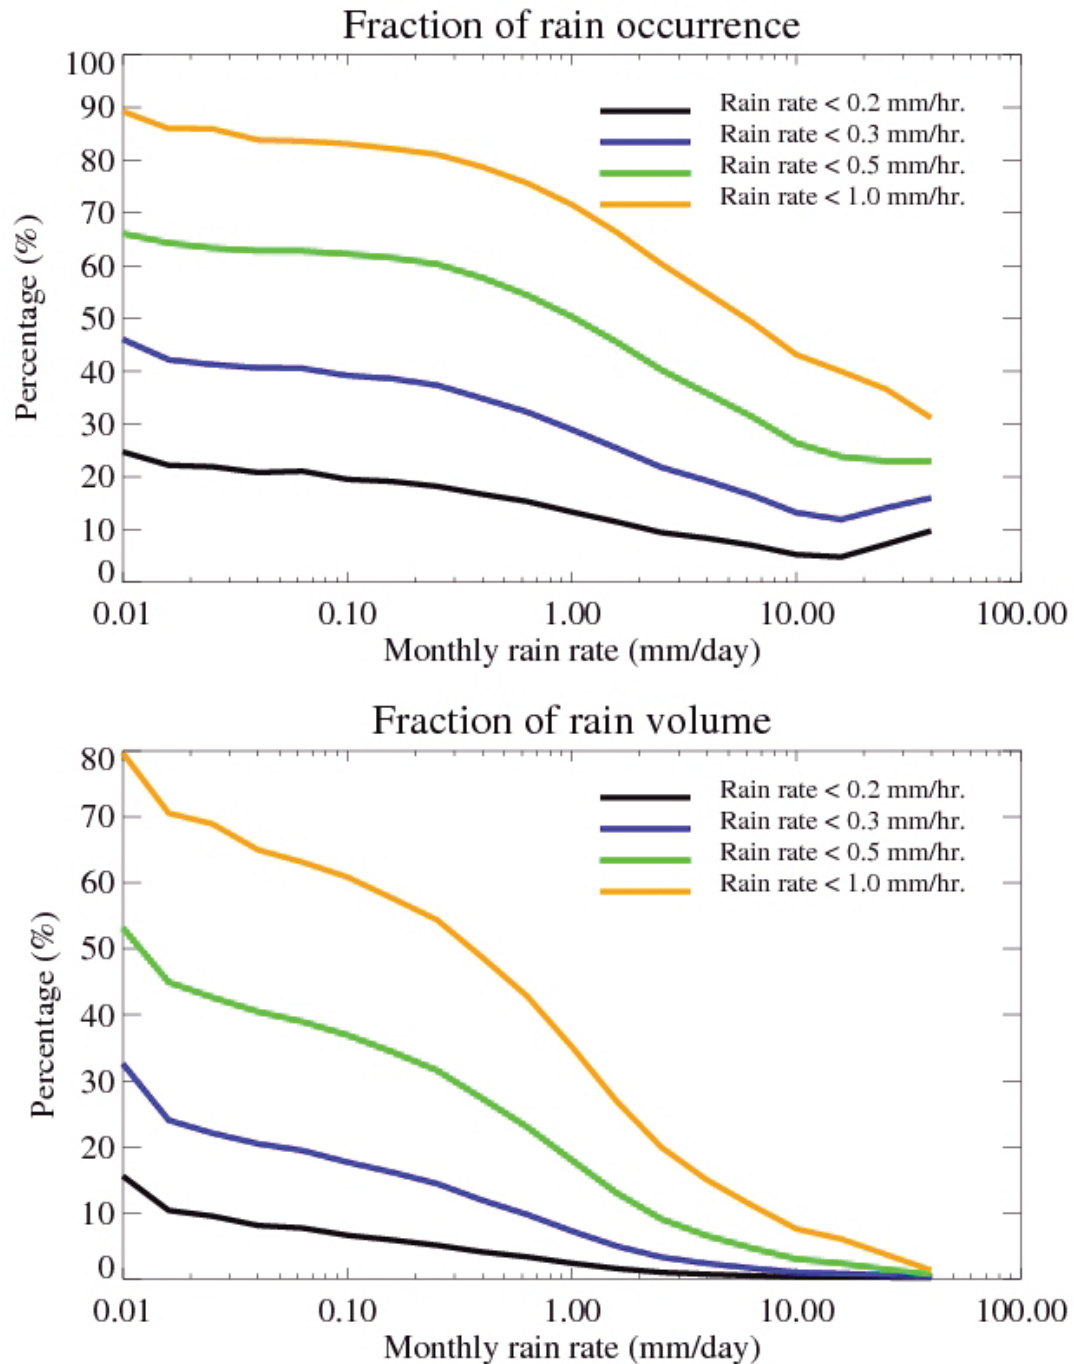 Fraction of rain occurrence
100
90
80
70
60
50
40
30
20
10
0
Percentage (%)
Rain rate < 0.2 mm/hr.
Rain rate < 0.3 mm/hr.
Rain rate < 0.5 mm/hr.
Rain rate < 1.0 mm/hr.
0.01 0.10 1.00 10.00 100.00
Monthly rain rate (mm/day)
Fraction of rain volume
80
70
60
50
40
30
20
10
0
Percentage (%)
Rain rate < 0.2 mm/hr.
Rain rate < 0.3 mm/hr.
Rain rate < 0.5 mm/hr.
Rain rate < 1.0 mm/hr.
0.01 0.10 1.00 10.00 100.00
Monthly rain rate (mm/day)